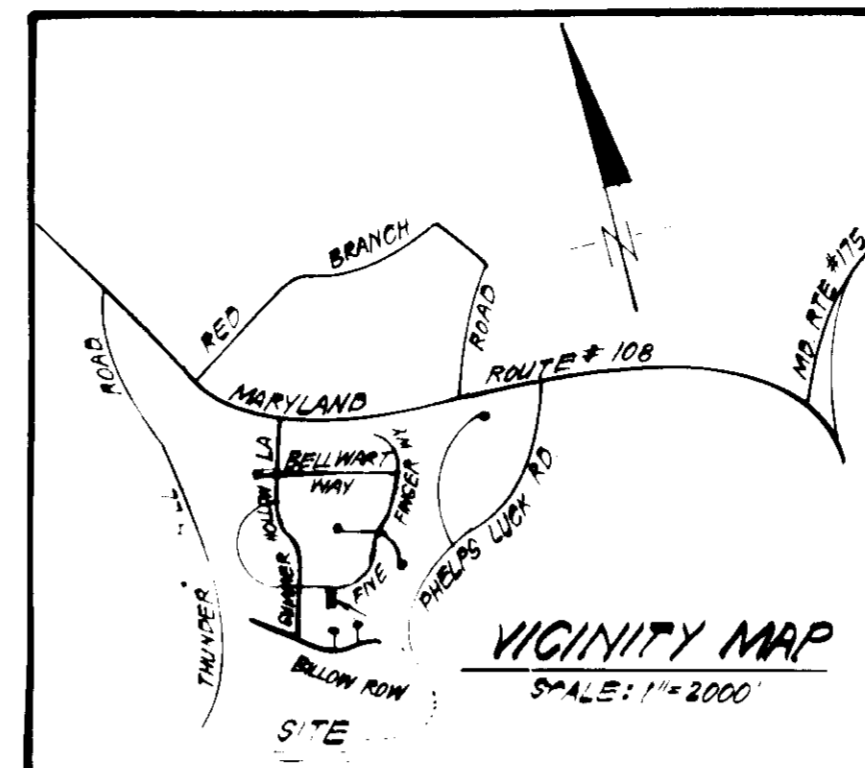 N
RED BRANCH ROAD
MD RTE #175
ROAD
MARYLAND ROUTE # 108
HOLLOW LA
BELLWART
WAY
FIVE FINGER WY
PHELPS LUCK RD.
THUNDER
BILLOW ROW
VICINITY MAP
SCALE: 1"=2000'
SITE